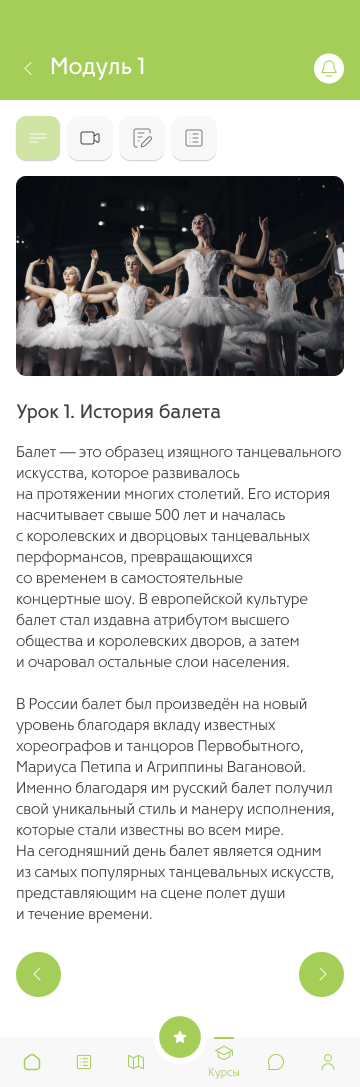 Модуль 1
Урок 1. История балета
Балет — это образец изящного танцевального
искусства, которое развивалось
на протяжении многих столетий. Его история
насчитывает свыше 500 лет и началась
с королевских и дворцовых танцевальных
перформансов, превращающихся
со временем в самостоятельные
концертные шоу. В европейской культуре
балет стал издавна атрибутом высшего
общества и королевских дворов, а затем
и очаровал остальные слои населения.
В России балет был произведён на новый
уровень благодаря вкладу известных
хореографов и танцоров Первобытного,
Мариуса Петипа и Агриппины Вагановой.
Именно благодаря им русский балет получил
свой уникальный стиль и манеру исполнения,
которые стали известны во всем мире.
На сегодняшний день балет является одним
из самых популярных танцевальных искусств,
представляющим на сцене полет души
и течение времени.
Курсы